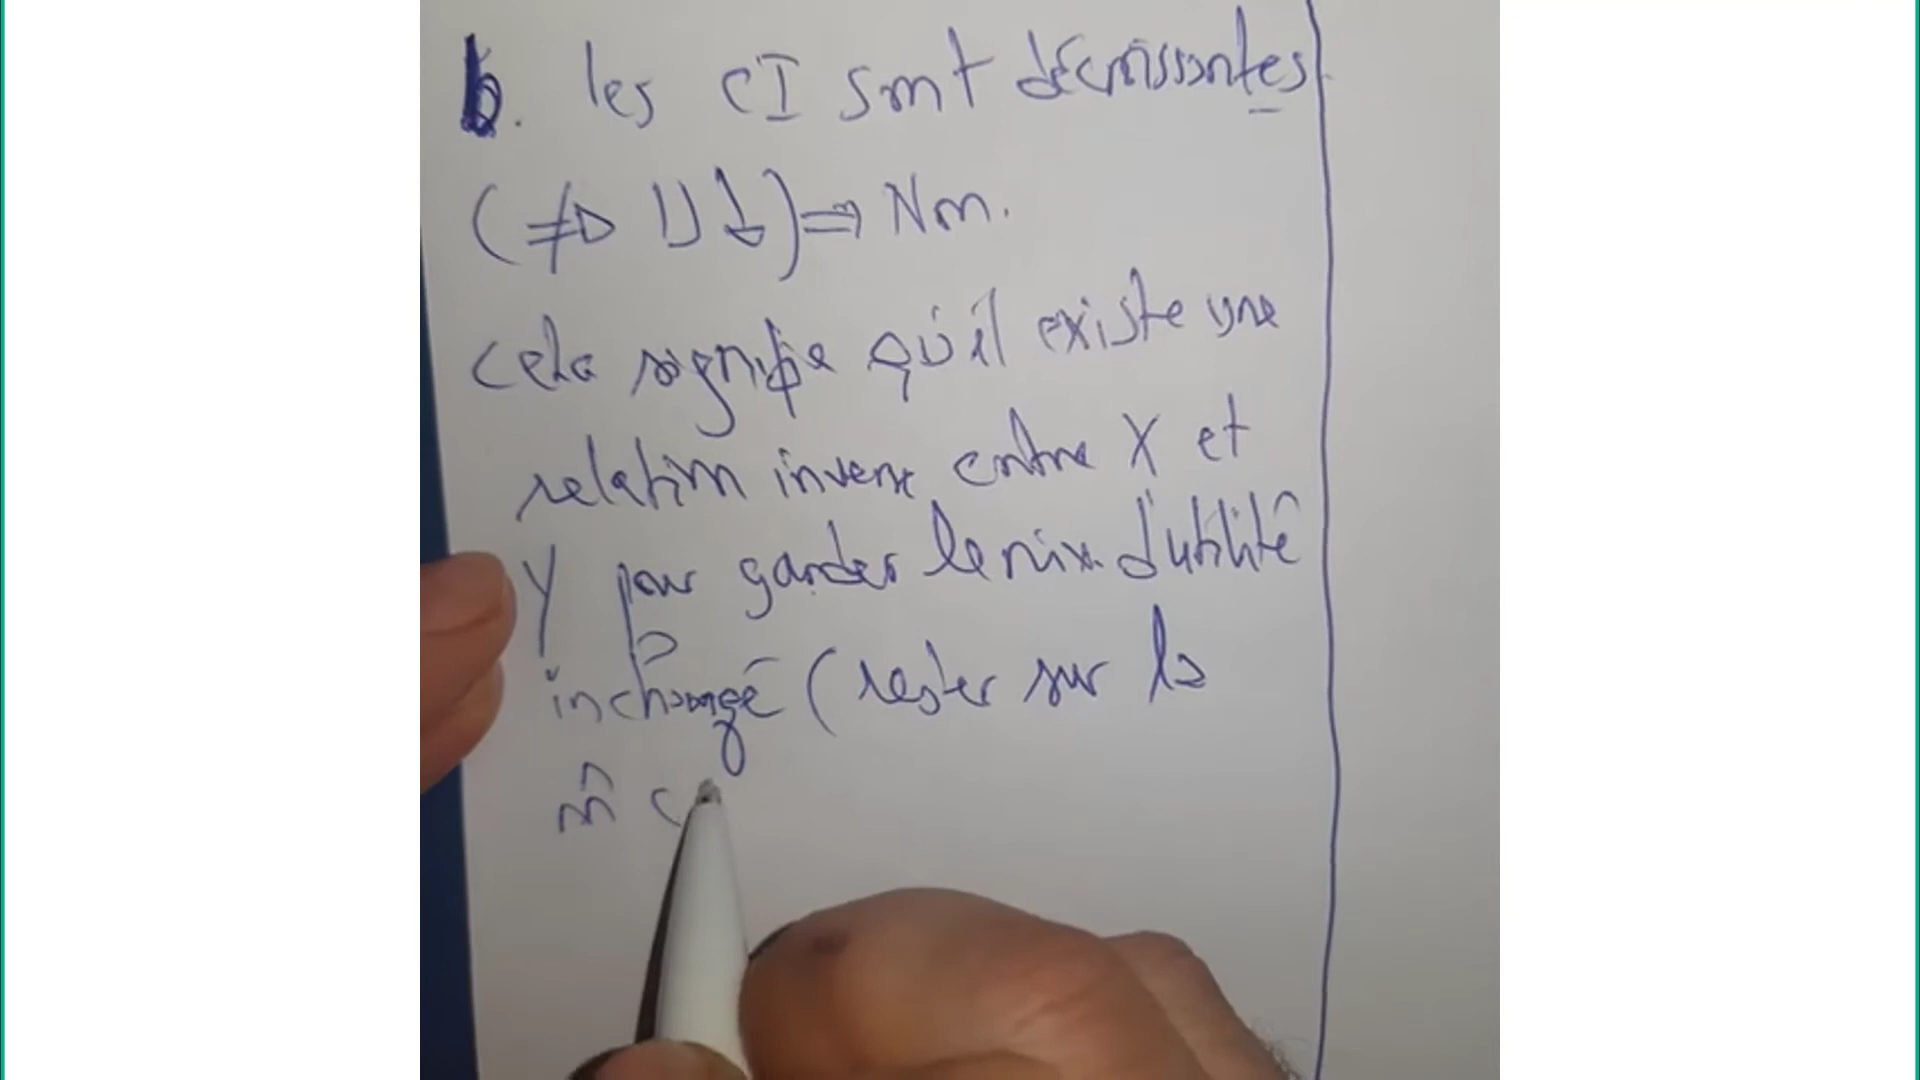 b. les CI sont décroissantes
(≠> U ↓) => Non.
cela signifie qu'il existe une
relation inverse entre X et
Y pour garder le niv. d'utilité
inchangé (rester sur la
m̂ C